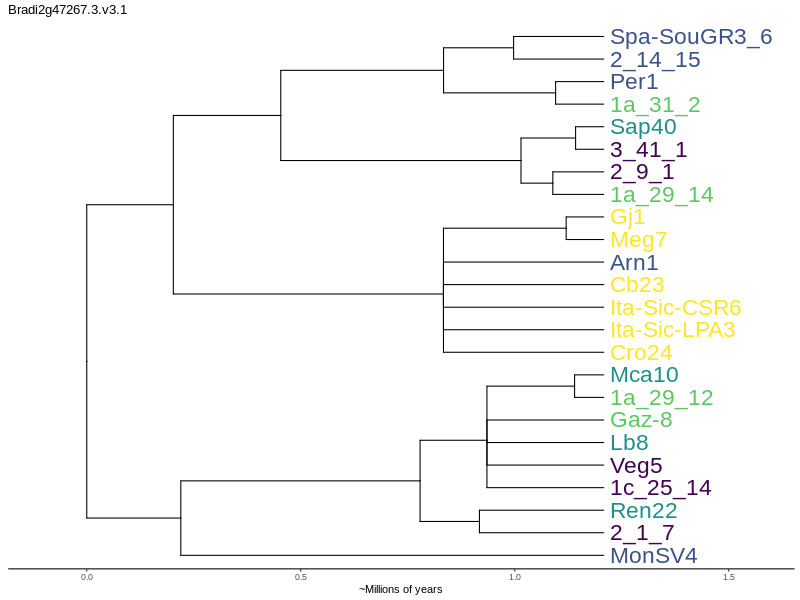 Bradi2g47267.3.v3.1
Spa-SouGR3_6
2_14_15
Per1
1a_31_2
Sap40
3_41_1
2_9_1
1a_29_14
Gj1
Meg7
Arn1
Cb23
Ita-Sic-CSR6
Ita-Sic-LPA3
Cro24
Mca10
1a_29_12
Gaz-8
Lb8
Veg5
1c_25_14
Ren22
2_1_7
MonSV4
0.0 0.5 1.0 1.5
~Millions of years